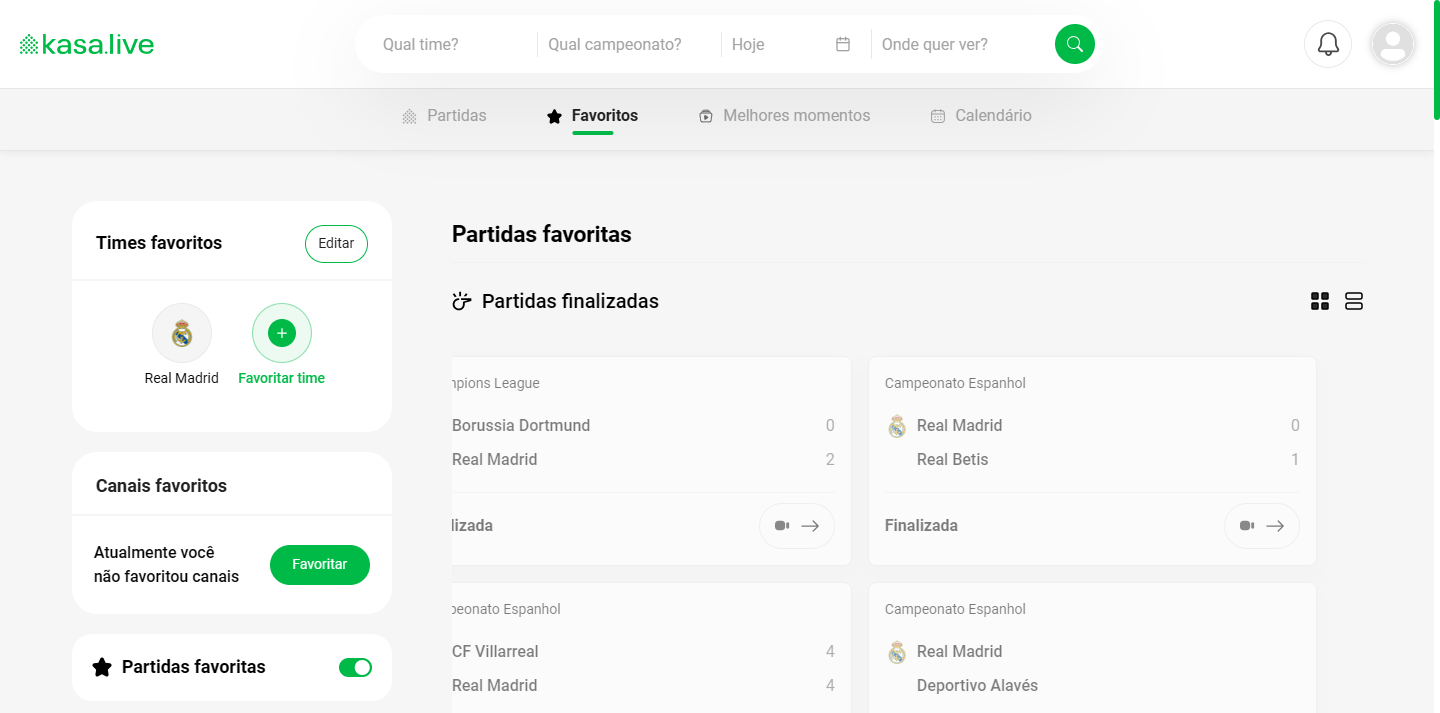 kasa.live
Qual time?
Qual campeonato?
Hoje
Onde quer ver?
Partidas
Favoritos
Melhores momentos
Calendário
Times favoritos
Editar
Real Madrid
Favoritar time
Canais favoritos
Atualmente você
não favoritou canais
Favoritar
Partidas favoritas
Partidas favoritas
Partidas finalizadas
mpions League
Borussia Dortmund 0
Real Madrid 2
lizada
Campeonato Espanhol
Real Madrid 0
Real Betis 1
Finalizada
peonato Espanhol
CF Villarreal 4
Real Madrid 4
Campeonato Espanhol
Real Madrid
Deportivo Alavés